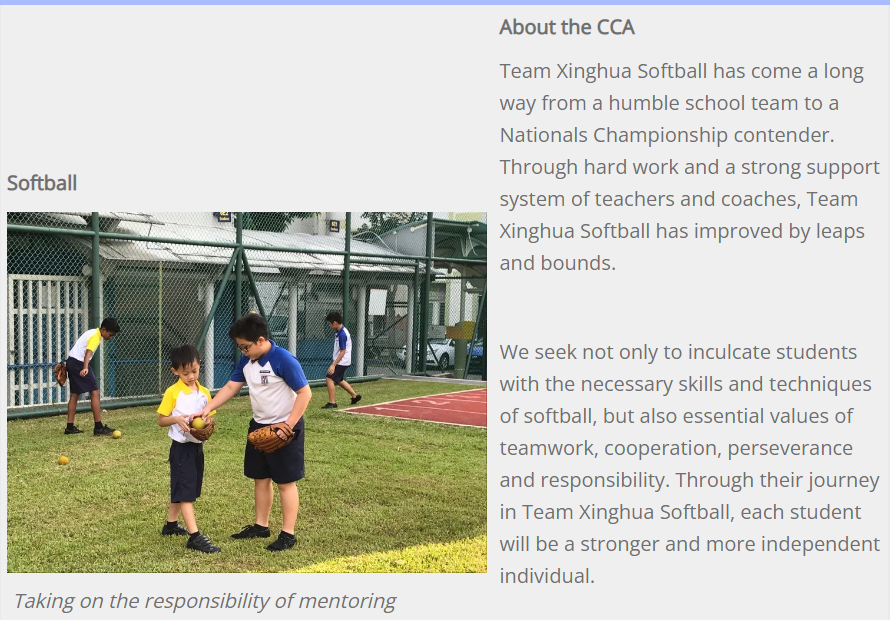 Softball
Taking on the responsibility of mentoring
About the CCA
Team Xinghua Softball has come a long
way from a humble school team to a
Nationals Championship contender.
Through hard work and a strong support
system of teachers and coaches, Team
Xinghua Softball has improved by leaps
and bounds.
We seek not only to inculcate students
with the necessary skills and techniques
of softball, but also essential values of
teamwork, cooperation, perseverance
and responsibility. Through their journey
in Team Xinghua Softball, each student
will be a stronger and more independent
individual.